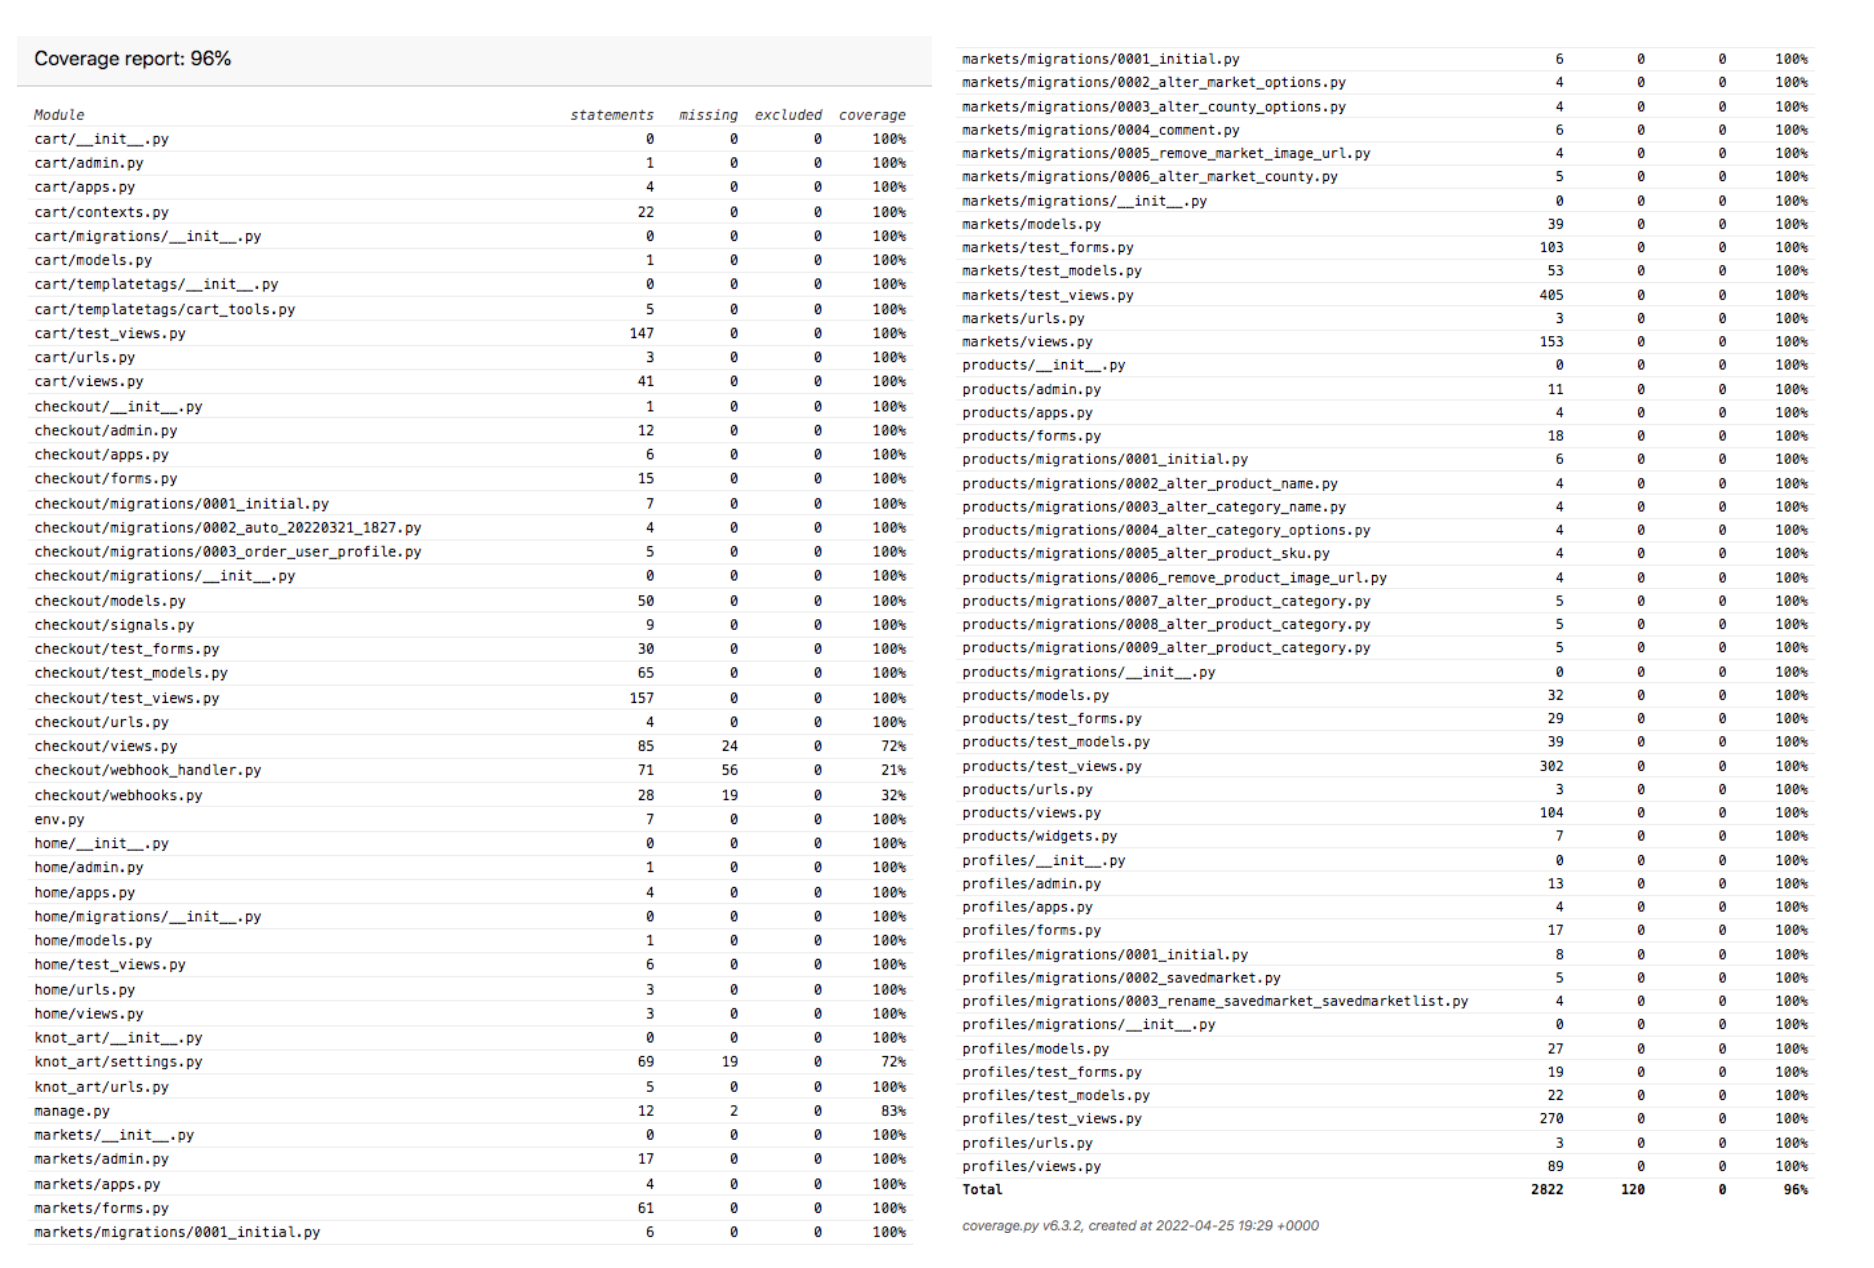 Coverage report: 96%
Module statements missing excluded coverage
cart/__init__.py 0 0 0 100%
cart/admin.py 1 0 0 100%
cart/apps.py 4 0 0 100%
cart/contexts.py 22 0 0 100%
cart/migrations/__init__.py 0 0 0 100%
cart/models.py 1 0 0 100%
cart/templatetags/__init__.py 0 0 0 100%
cart/templatetags/cart_tools.py 5 0 0 100%
cart/test_views.py 147 0 0 100%
cart/urls.py 3 0 0 100%
cart/views.py 41 0 0 100%
checkout/__init__.py 1 0 0 100%
checkout/admin.py 12 0 0 100%
checkout/apps.py 6 0 0 100%
checkout/forms.py 15 0 0 100%
checkout/migrations/0001_initial.py 7 0 0 100%
checkout/migrations/0002_auto_20220321_1827.py 4 0 0 100%
checkout/migrations/0003_order_user_profile.py 5 0 0 100%
checkout/migrations/__init__.py 0 0 0 100%
checkout/models.py 50 0 0 100%
checkout/signals.py 9 0 0 100%
checkout/test_forms.py 30 0 0 100%
checkout/test_models.py 65 0 0 100%
checkout/test_views.py 157 0 0 100%
checkout/urls.py 4 0 0 100%
checkout/views.py 85 24 0 72%
checkout/webhook_handler.py 71 56 0 21%
checkout/webhooks.py 28 19 0 32%
env.py 7 0 0 100%
home/__init__.py 0 0 0 100%
home/admin.py 1 0 0 100%
home/apps.py 4 0 0 100%
home/migrations/__init__.py 0 0 0 100%
home/models.py 1 0 0 100%
home/test_views.py 6 0 0 100%
home/urls.py 3 0 0 100%
home/views.py 3 0 0 100%
knot_art/__init__.py 0 0 0 100%
knot_art/settings.py 69 19 0 72%
knot_art/urls.py 5 0 0 100%
manage.py 12 2 0 83%
markets/__init__.py 0 0 0 100%
markets/admin.py 17 0 0 100%
markets/apps.py 4 0 0 100%
markets/forms.py 61 0 0 100%
markets/migrations/0001_initial.py 6 0 0 100%
markets/migrations/0001_initial.py 6 0 0 100%
markets/migrations/0002_alter_market_options.py 4 0 0 100%
markets/migrations/0003_alter_county_options.py 4 0 0 100%
markets/migrations/0004_comment.py 6 0 0 100%
markets/migrations/0005_remove_market_image_url.py 4 0 0 100%
markets/migrations/0006_alter_market_county.py 5 0 0 100%
markets/migrations/__init__.py 0 0 0 100%
markets/models.py 39 0 0 100%
markets/test_forms.py 103 0 0 100%
markets/test_models.py 53 0 0 100%
markets/test_views.py 405 0 0 100%
markets/urls.py 3 0 0 100%
markets/views.py 153 0 0 100%
products/__init__.py 0 0 0 100%
products/admin.py 11 0 0 100%
products/apps.py 4 0 0 100%
products/forms.py 18 0 0 100%
products/migrations/0001_initial.py 6 0 0 100%
products/migrations/0002_alter_product_name.py 4 0 0 100%
products/migrations/0003_alter_category_name.py 4 0 0 100%
products/migrations/0004_alter_category_options.py 4 0 0 100%
products/migrations/0005_alter_product_sku.py 4 0 0 100%
products/migrations/0006_remove_product_image_url.py 4 0 0 100%
products/migrations/0007_alter_product_category.py 5 0 0 100%
products/migrations/0008_alter_product_category.py 5 0 0 100%
products/migrations/0009_alter_product_category.py 5 0 0 100%
products/migrations/__init__.py 0 0 0 100%
products/models.py 32 0 0 100%
products/test_forms.py 29 0 0 100%
products/test_models.py 39 0 0 100%
products/test_views.py 302 0 0 100%
products/urls.py 3 0 0 100%
products/views.py 104 0 0 100%
products/widgets.py 7 0 0 100%
profiles/__init__.py 0 0 0 100%
profiles/admin.py 13 0 0 100%
profiles/apps.py 4 0 0 100%
profiles/forms.py 17 0 0 100%
profiles/migrations/0001_initial.py 8 0 0 100%
profiles/migrations/0002_savedmarket.py 5 0 0 100%
profiles/migrations/0003_rename_savedmarket_savedmarketlist.py 4 0 0 100%
profiles/migrations/__init__.py 0 0 0 100%
profiles/models.py 27 0 0 100%
profiles/test_forms.py 19 0 0 100%
profiles/test_models.py 22 0 0 100%
profiles/test_views.py 270 0 0 100%
profiles/urls.py 3 0 0 100%
profiles/views.py 89 0 0 100%
Total 2822 120 0 96%
coverage.py v6.3.2, created at 2022-04-25 19:29 +0000